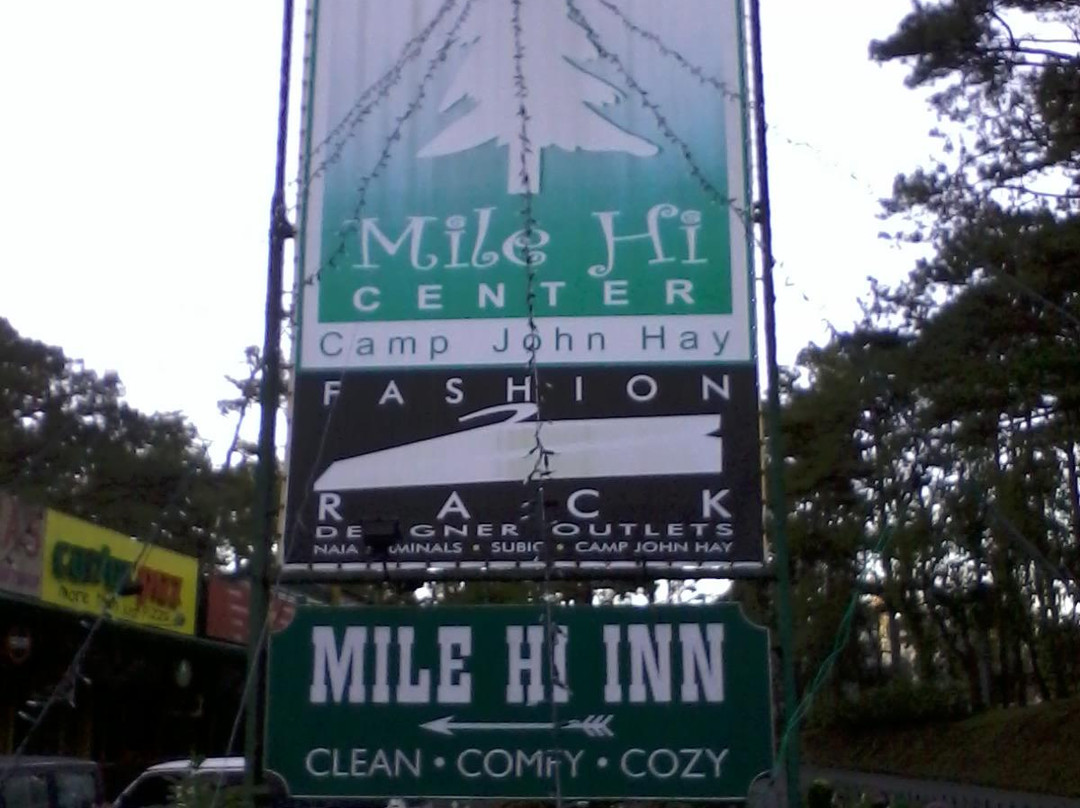 Mile Hi
CENTER
Camp John Hay
FASHION
RACK
DESIGNER OUTLETS
NAIA TERMINALS • SUBIC • CAMP JOHN HAY
MILE HI INN
CLEAN • COMFY • COZY